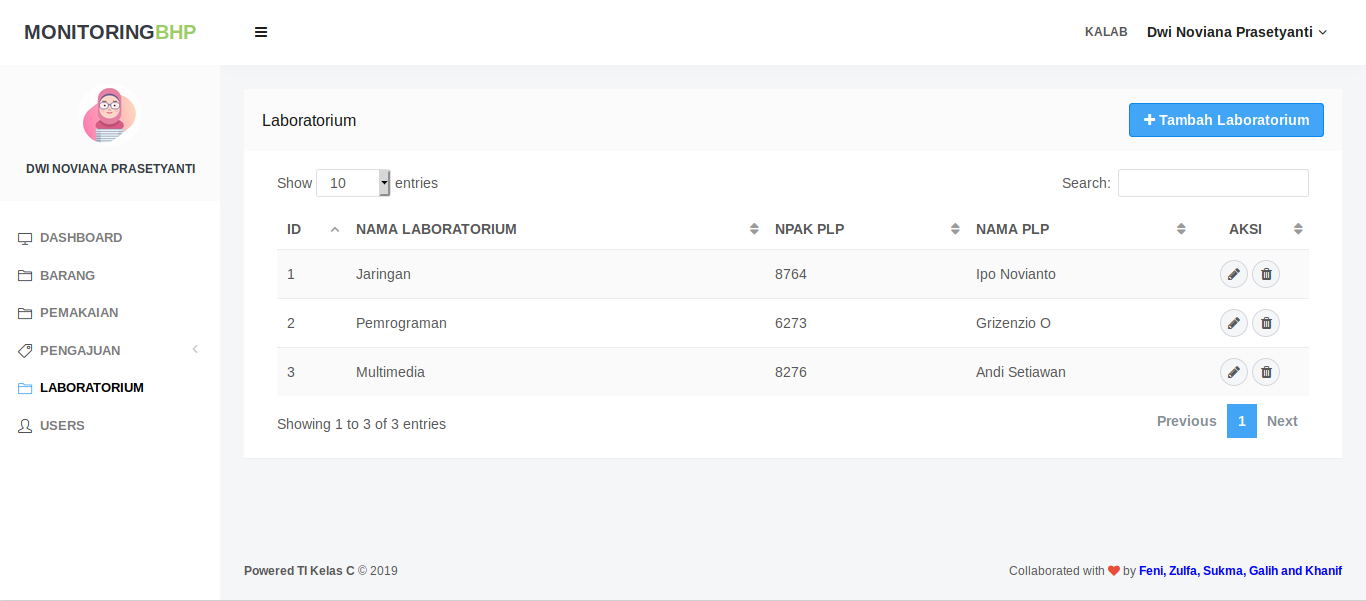 MONITORINGBHP
KALAB Dwi Noviana Prasetyanti
DWI NOVIANA PRASETYANTI
DASHBOARD
BARANG
PEMAKAIAN
PENGAJUAN
LABORATORIUM
USERS
Laboratorium
Tambah Laboratorium
Show 10 entries
Search:
ID NAMA LABORATORIUM NPAK PLP NAMA PLP AKSI
1 Jaringan 8764 Ipo Novianto
2 Pemrograman 6273 Grizenzio O
3 Multimedia 8276 Andi Setiawan
Showing 1 to 3 of 3 entries
Previous 1 Next
Powered TI Kelas C © 2019
Collaborated with ❤ by Feni, Zulfa, Sukma, Galih and Khanif